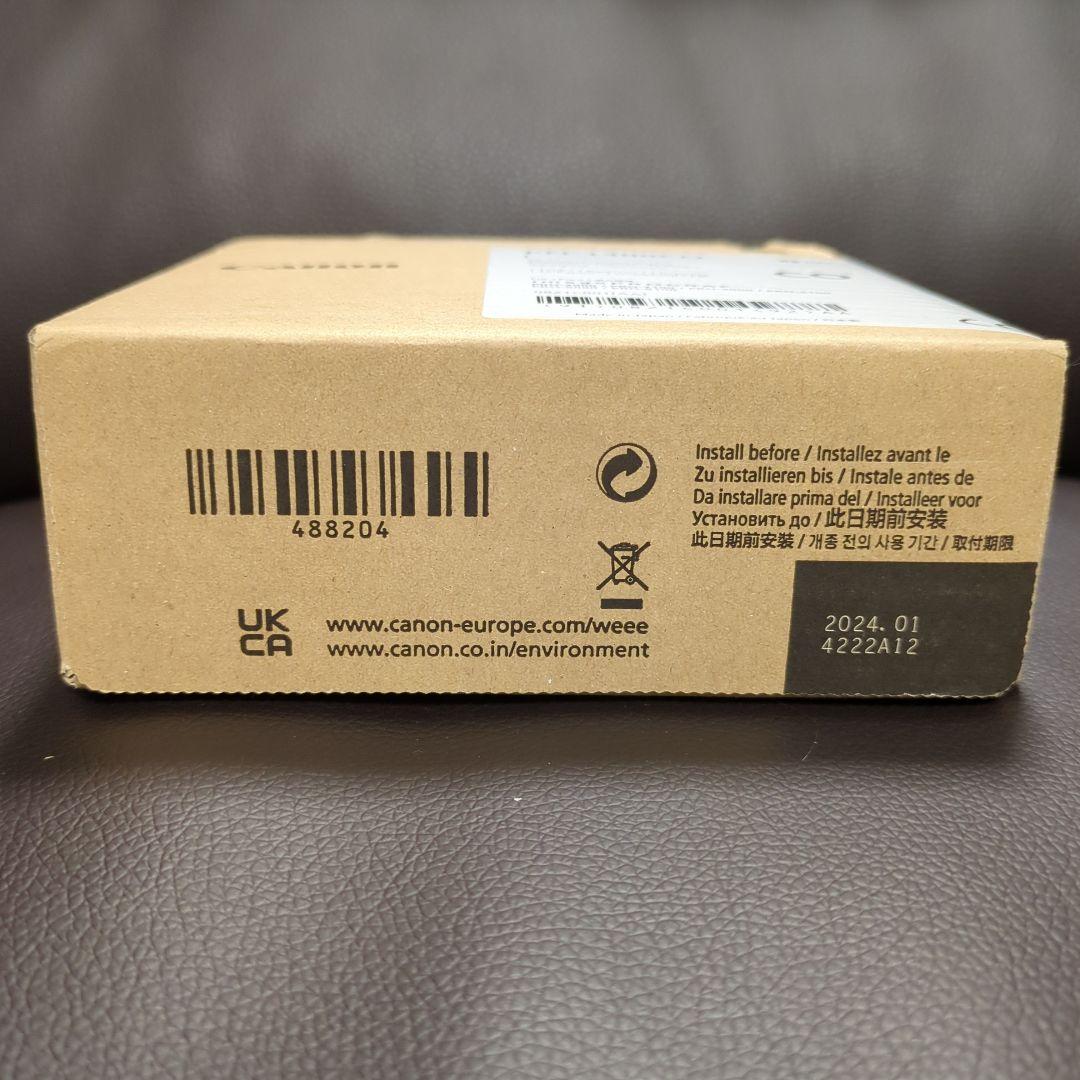 Canon
488204
Install before / Installez avant le
Zu installieren bis / Instale antes de
Da installare prima del / Installeer voor
Установить до / 此日期前安装
此日期前安裝 / 개종 전의 사용 기간 / 取付期限
UK
CA
www.canon-europe.com/weee
www.canon.co.in/environment
2024.01
4222A12